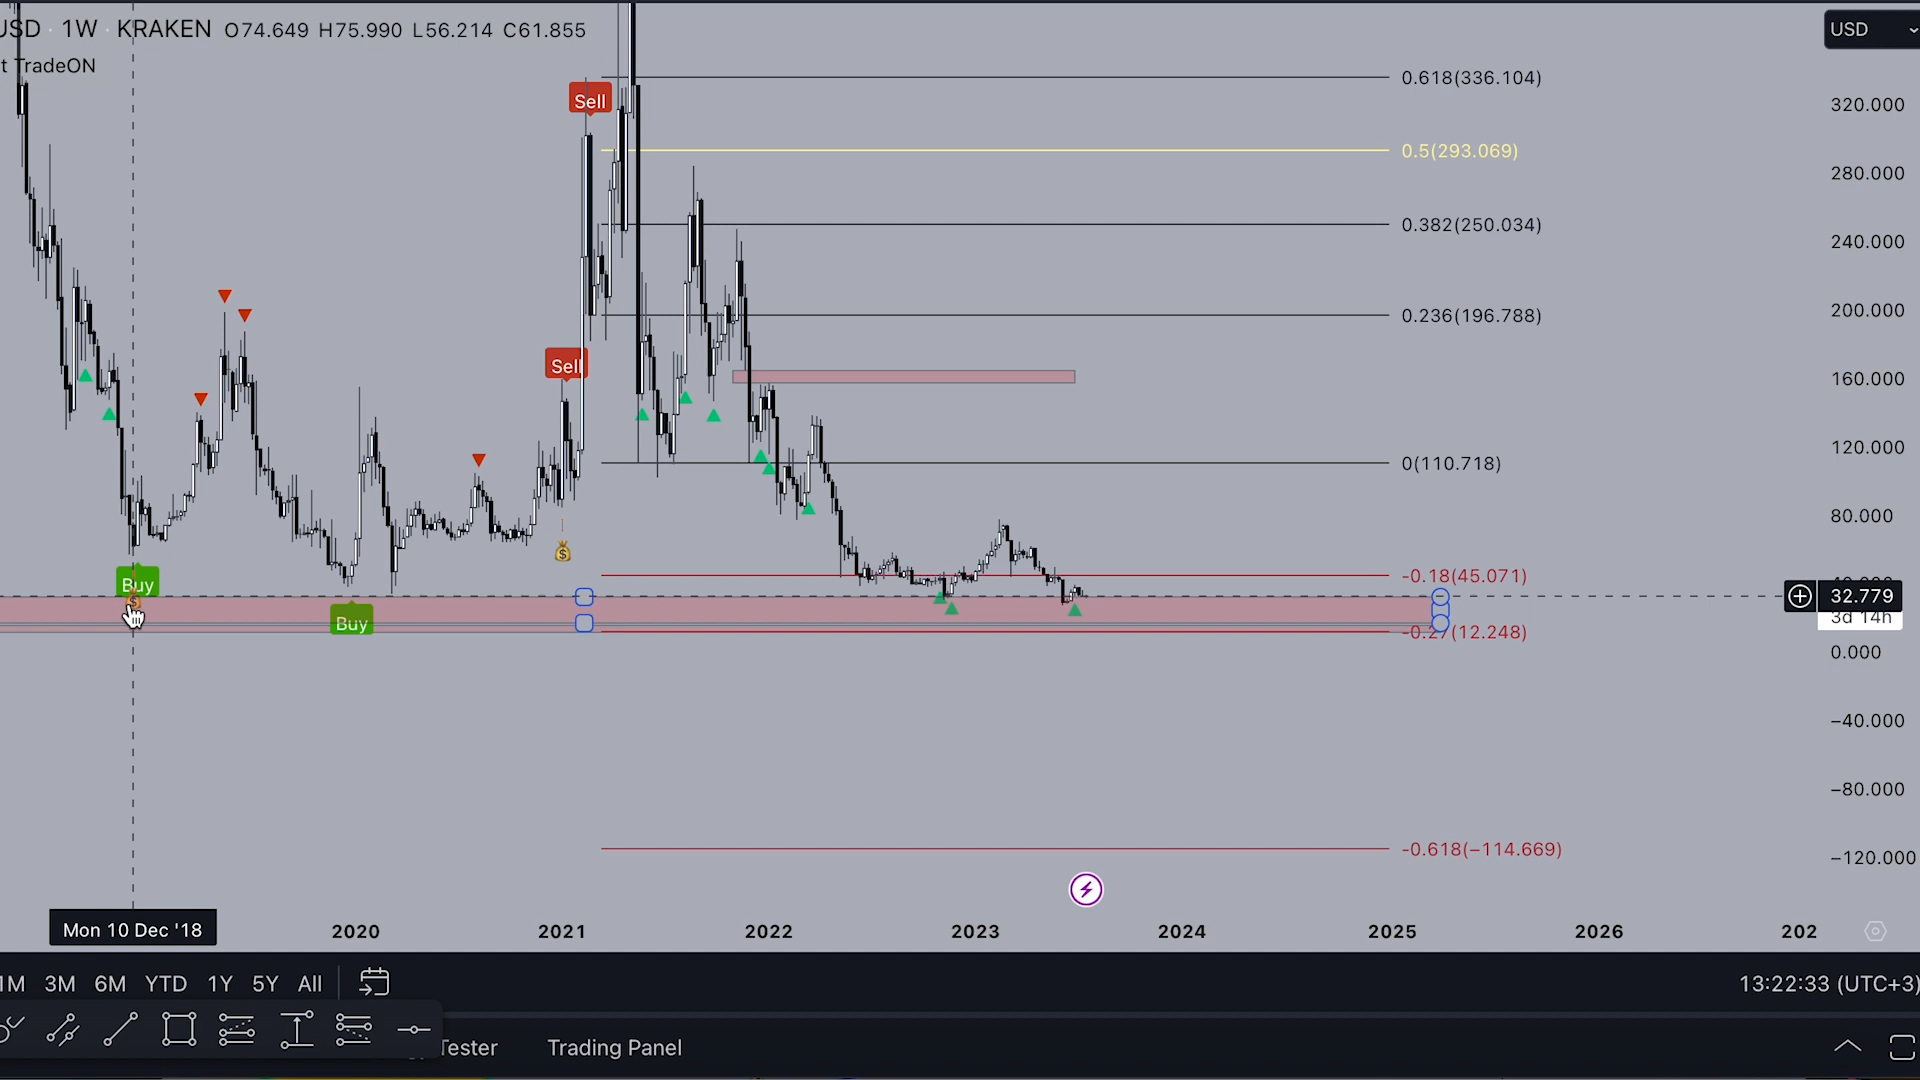 USD · 1W · KRAKEN O74.649 H75.990 L56.214 C61.855
t TradeON
USD
Sell
Sell
Buy
Buy
0.618(336.104)
0.5(293.069)
0.382(250.034)
0.236(196.788)
0(110.718)
-0.18(45.071)
-0.27(12.248)
-0.618(−114.669)
320.000
280.000
240.000
200.000
160.000
120.000
80.000
32.779
3d 14h
0.000
−40.000
−80.000
−120.000
Mon 10 Dec '18
2020
2021
2022
2023
2024
2025
2026
202
1M 3M 6M YTD 1Y 5Y All
13:22:33 (UTC+3)
Tester
Trading Panel